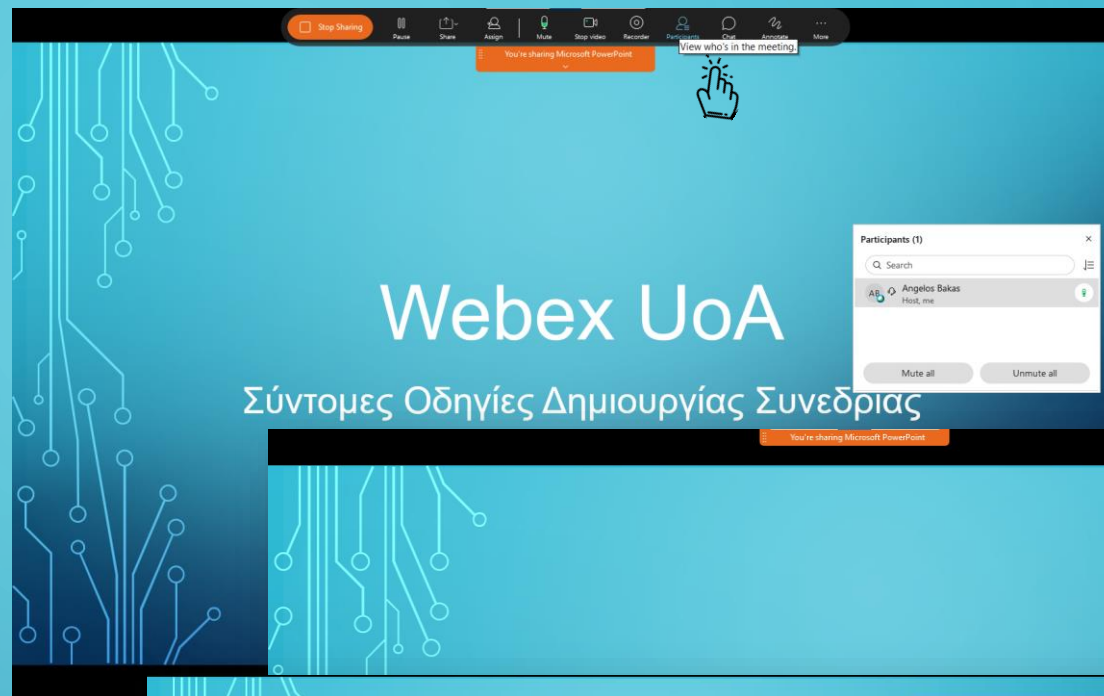 Stop Sharing
Pause
Share
Assign
Mute
Stop video
Recorder
Participants
Chat
Annotate
More
View who's in the meeting.
You're sharing Microsoft PowerPoint
Participants (1)
Search
AB
Angelos Bakas
Host, me
Mute all
Unmute all
Webex UoA
Σύντομες Οδηγίες Δημιουργίας Συνεδρίας
You're sharing Microsoft PowerPoint